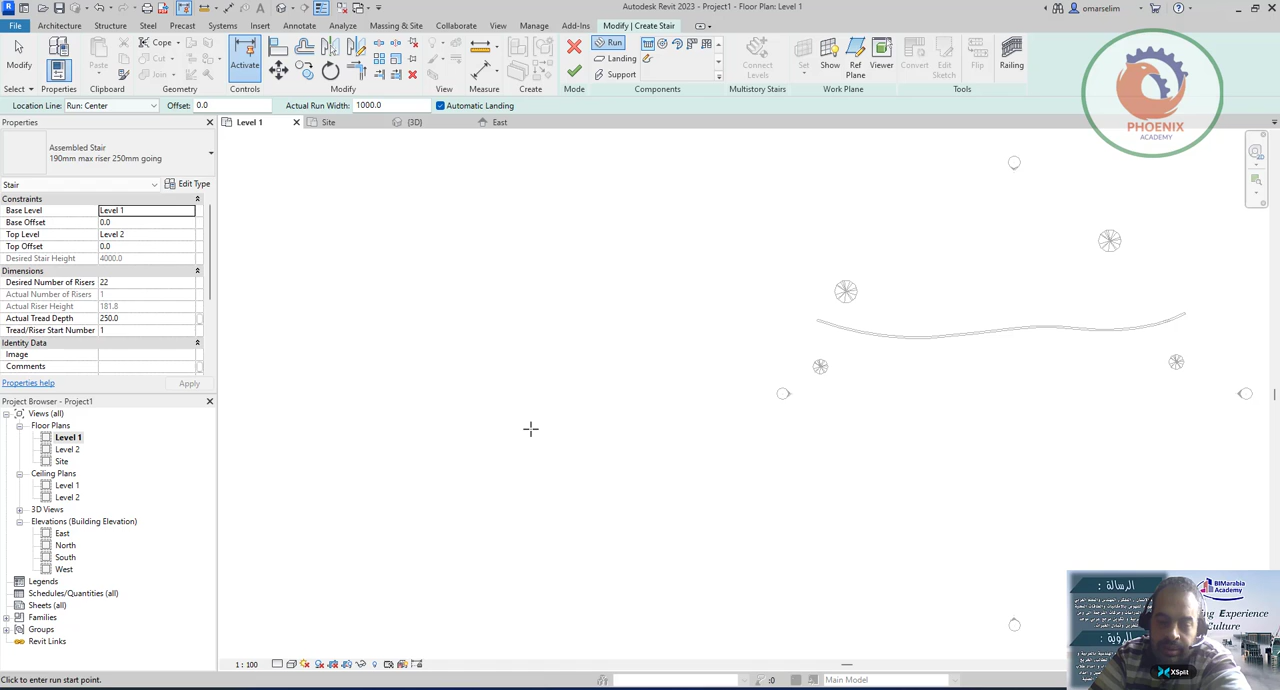 Autodesk Revit 2023 - Project1 - Floor Plan: Level 1
omarselim
File Architecture Structure Steel Precast Systems Insert Annotate Analyze Massing & Site Collaborate View Manage Add-Ins Modify | Create Stair
Modify
Paste
Cope
Cut
Join
Activate
Run
Landing
Support
Connect Levels
Set
Show
Ref Plane
Viewer
Convert
Edit Sketch
Flip
Railing
Select Properties Clipboard Geometry Controls Modify View Measure Create Mode Components Multistory Stairs Work Plane Tools
Location Line: Run: Center Offset: 0.0 Actual Run Width: 1000.0 Automatic Landing
PHOENIX
ACADEMY
Properties
Level 1
Site
{3D}
East
Assembled Stair
190mm max riser 250mm going
Stair
Edit Type
Constraints
Base Level Level 1
Base Offset 0.0
Top Level Level 2
Top Offset 0.0
Desired Stair Height 4000.0
Dimensions
Desired Number of Risers 22
Actual Number of Risers 1
Actual Riser Height 181.8
Actual Tread Depth 250.0
Tread/Riser Start Number 1
Identity Data
Image
Comments
Properties help
Apply
Project Browser - Project1
Views (all)
Floor Plans
Level 1
Level 2
Site
Ceiling Plans
Level 1
Level 2
3D Views
Elevations (Building Elevation)
East
North
South
West
Legends
Schedules/Quantities (all)
Sheets (all)
Families
Groups
Revit Links
1 : 100
Click to enter run start point.
:0
Main Model
الرسالة :
الرؤية :
BIMarabia
Academy
Experience
Culture
XSplit